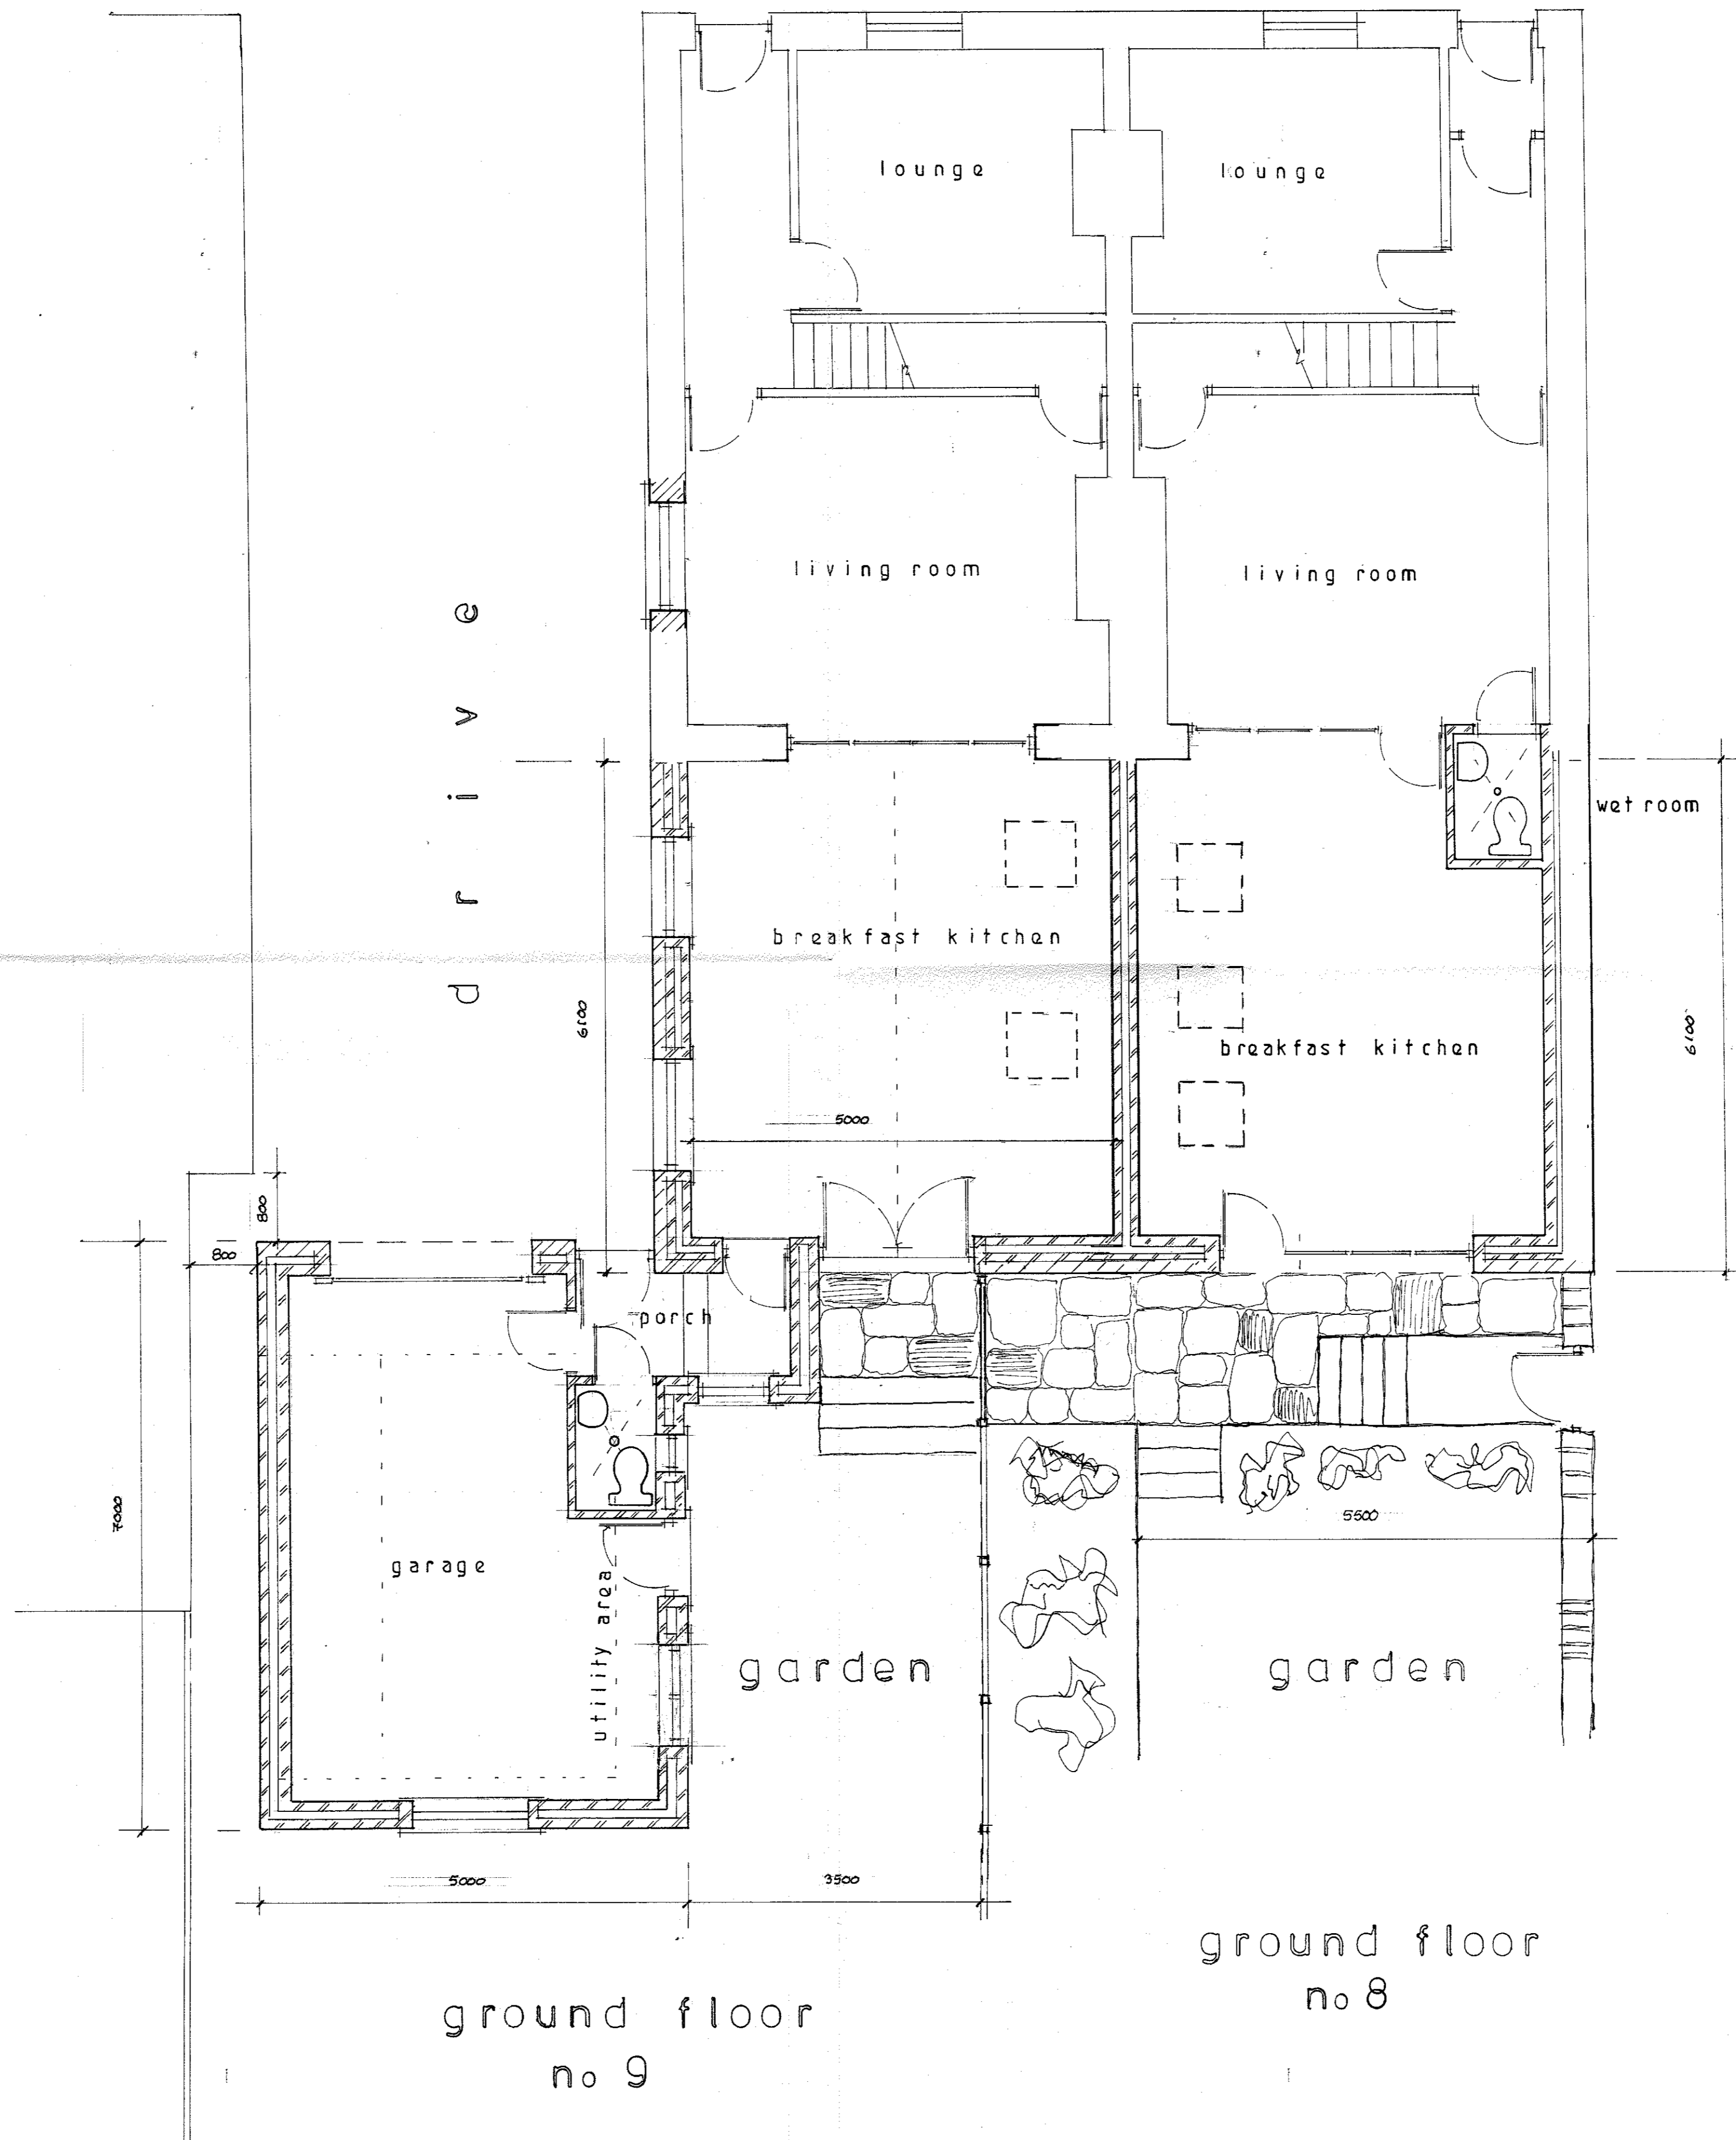 lounge
lounge
drive
living room
living room
wet room
breakfast kitchen
6100
breakfast kitchen
6100
5000
800
800
porch
7000
5500
garage
utility area
garden
garden
5000
3500
ground floor
no 8
ground floor
no 9